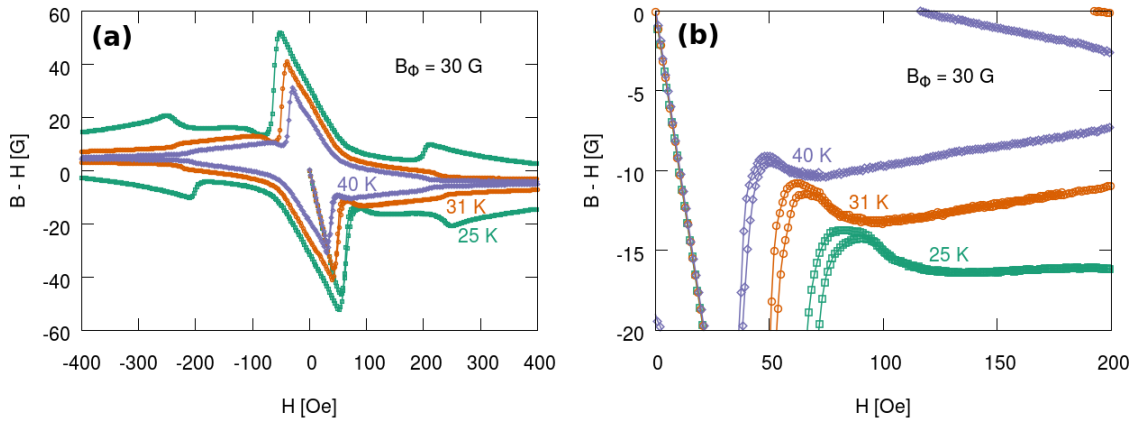 (a)
B_Φ = 30 G
60
40
20
0
-20
-40
-60
B - H [G]
40 K
31 K
25 K
-400 -300 -200 -100 0 100 200 300 400
H [Oe]
(b)
B_Φ = 30 G
0
-5
-10
-15
-20
B - H [G]
40 K
31 K
25 K
0 50 100 150 200
H [Oe]